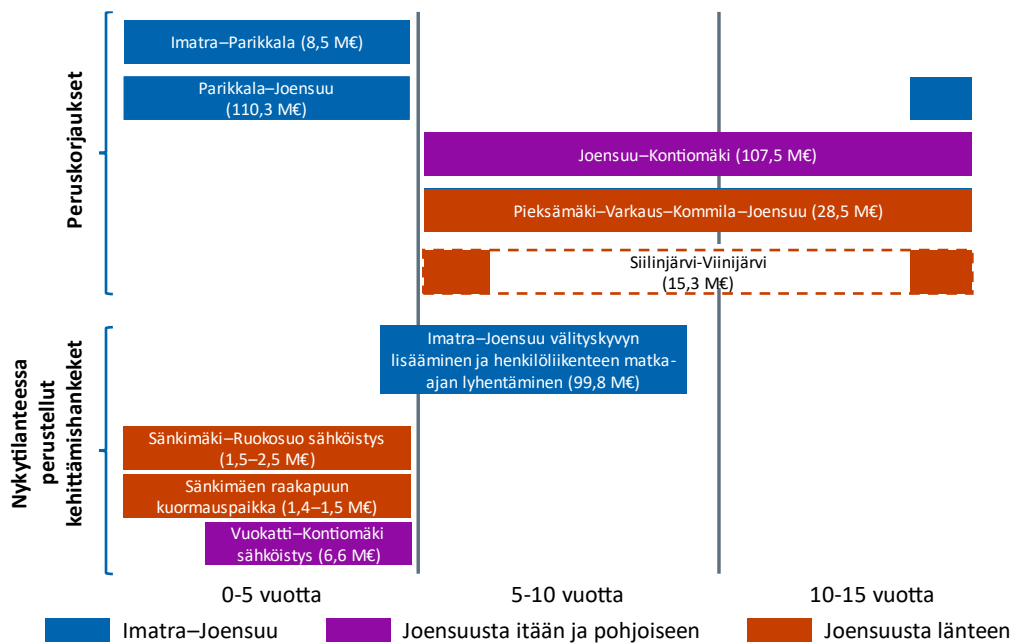 Peruskorjaukset
Imatra–Parikkala (8,5 M€)
Parikkala–Joensuu
(110,3 M€)
Joensuu–Kontiomäki (107,5 M€)
Pieksämäki–Varkaus–Kommila–Joensuu (28,5 M€)
Siilinjärvi-Viinijärvi
(15,3 M€)
Nykytilanteessa
perustellut
kehittämishankeket
Imatra–Joensuu välityskyvyn
lisääminen ja henkilöliikenteen matka-
ajan lyhentäminen (99,8 M€)
Sänkimäki–Ruokosuo sähköistys
(1,5–2,5 M€)
Sänkimäen raakapuun
kuormauspaikka (1,4–1,5 M€)
Vuokatti–Kontiomäki
sähköistys (6,6 M€)
0-5 vuotta
5-10 vuotta
10-15 vuotta
Imatra–Joensuu
Joensuusta itään ja pohjoiseen
Joensuusta länteen